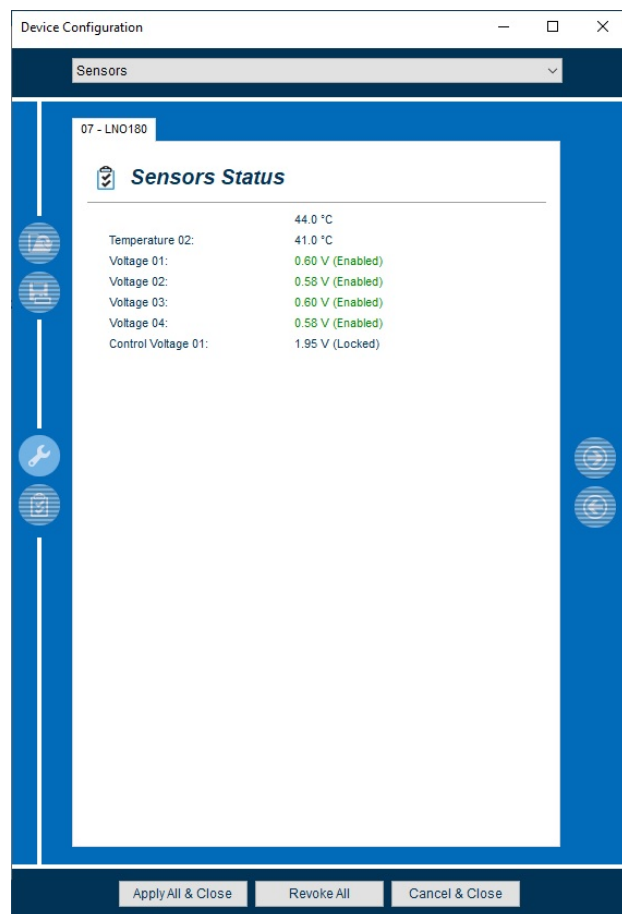 Device Configuration
Sensors
07 - LNO180
Sensors Status
44.0 °C
Temperature 02: 41.0 °C
Voltage 01: 0.60 V (Enabled)
Voltage 02: 0.58 V (Enabled)
Voltage 03: 0.60 V (Enabled)
Voltage 04: 0.58 V (Enabled)
Control Voltage 01: 1.95 V (Locked)
Apply All & Close Revoke All Cancel & Close